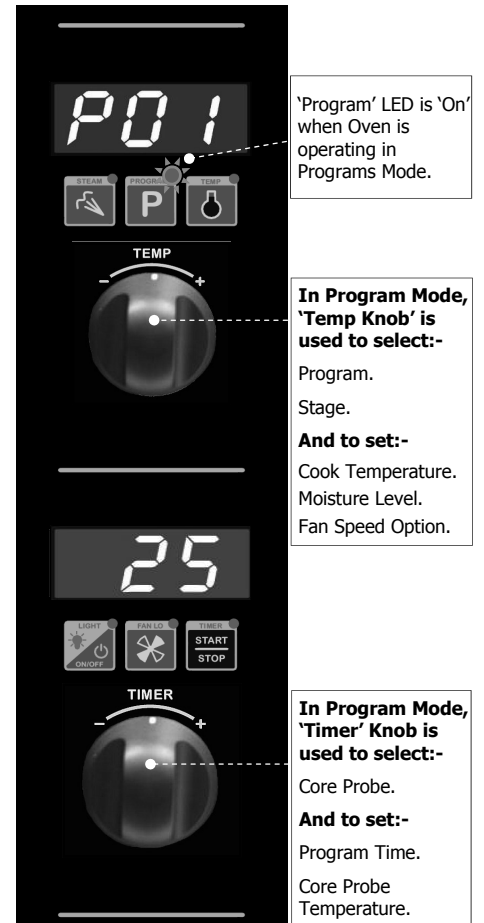 P01
‘Program’ LED is ‘On’
when Oven is
operating in
Programs Mode.
STEAM PROGRAM TEMP
P
TEMP
- +
In Program Mode,
‘Temp Knob’ is
used to select:-
Program.
Stage.
And to set:-
Cook Temperature.
Moisture Level.
Fan Speed Option.
25
LIGHT FAN LO TIMER
START
STOP
ON/OFF
TIMER
- +
In Program Mode,
‘Timer’ Knob is
used to select:-
Core Probe.
And to set:-
Program Time.
Core Probe
Temperature.